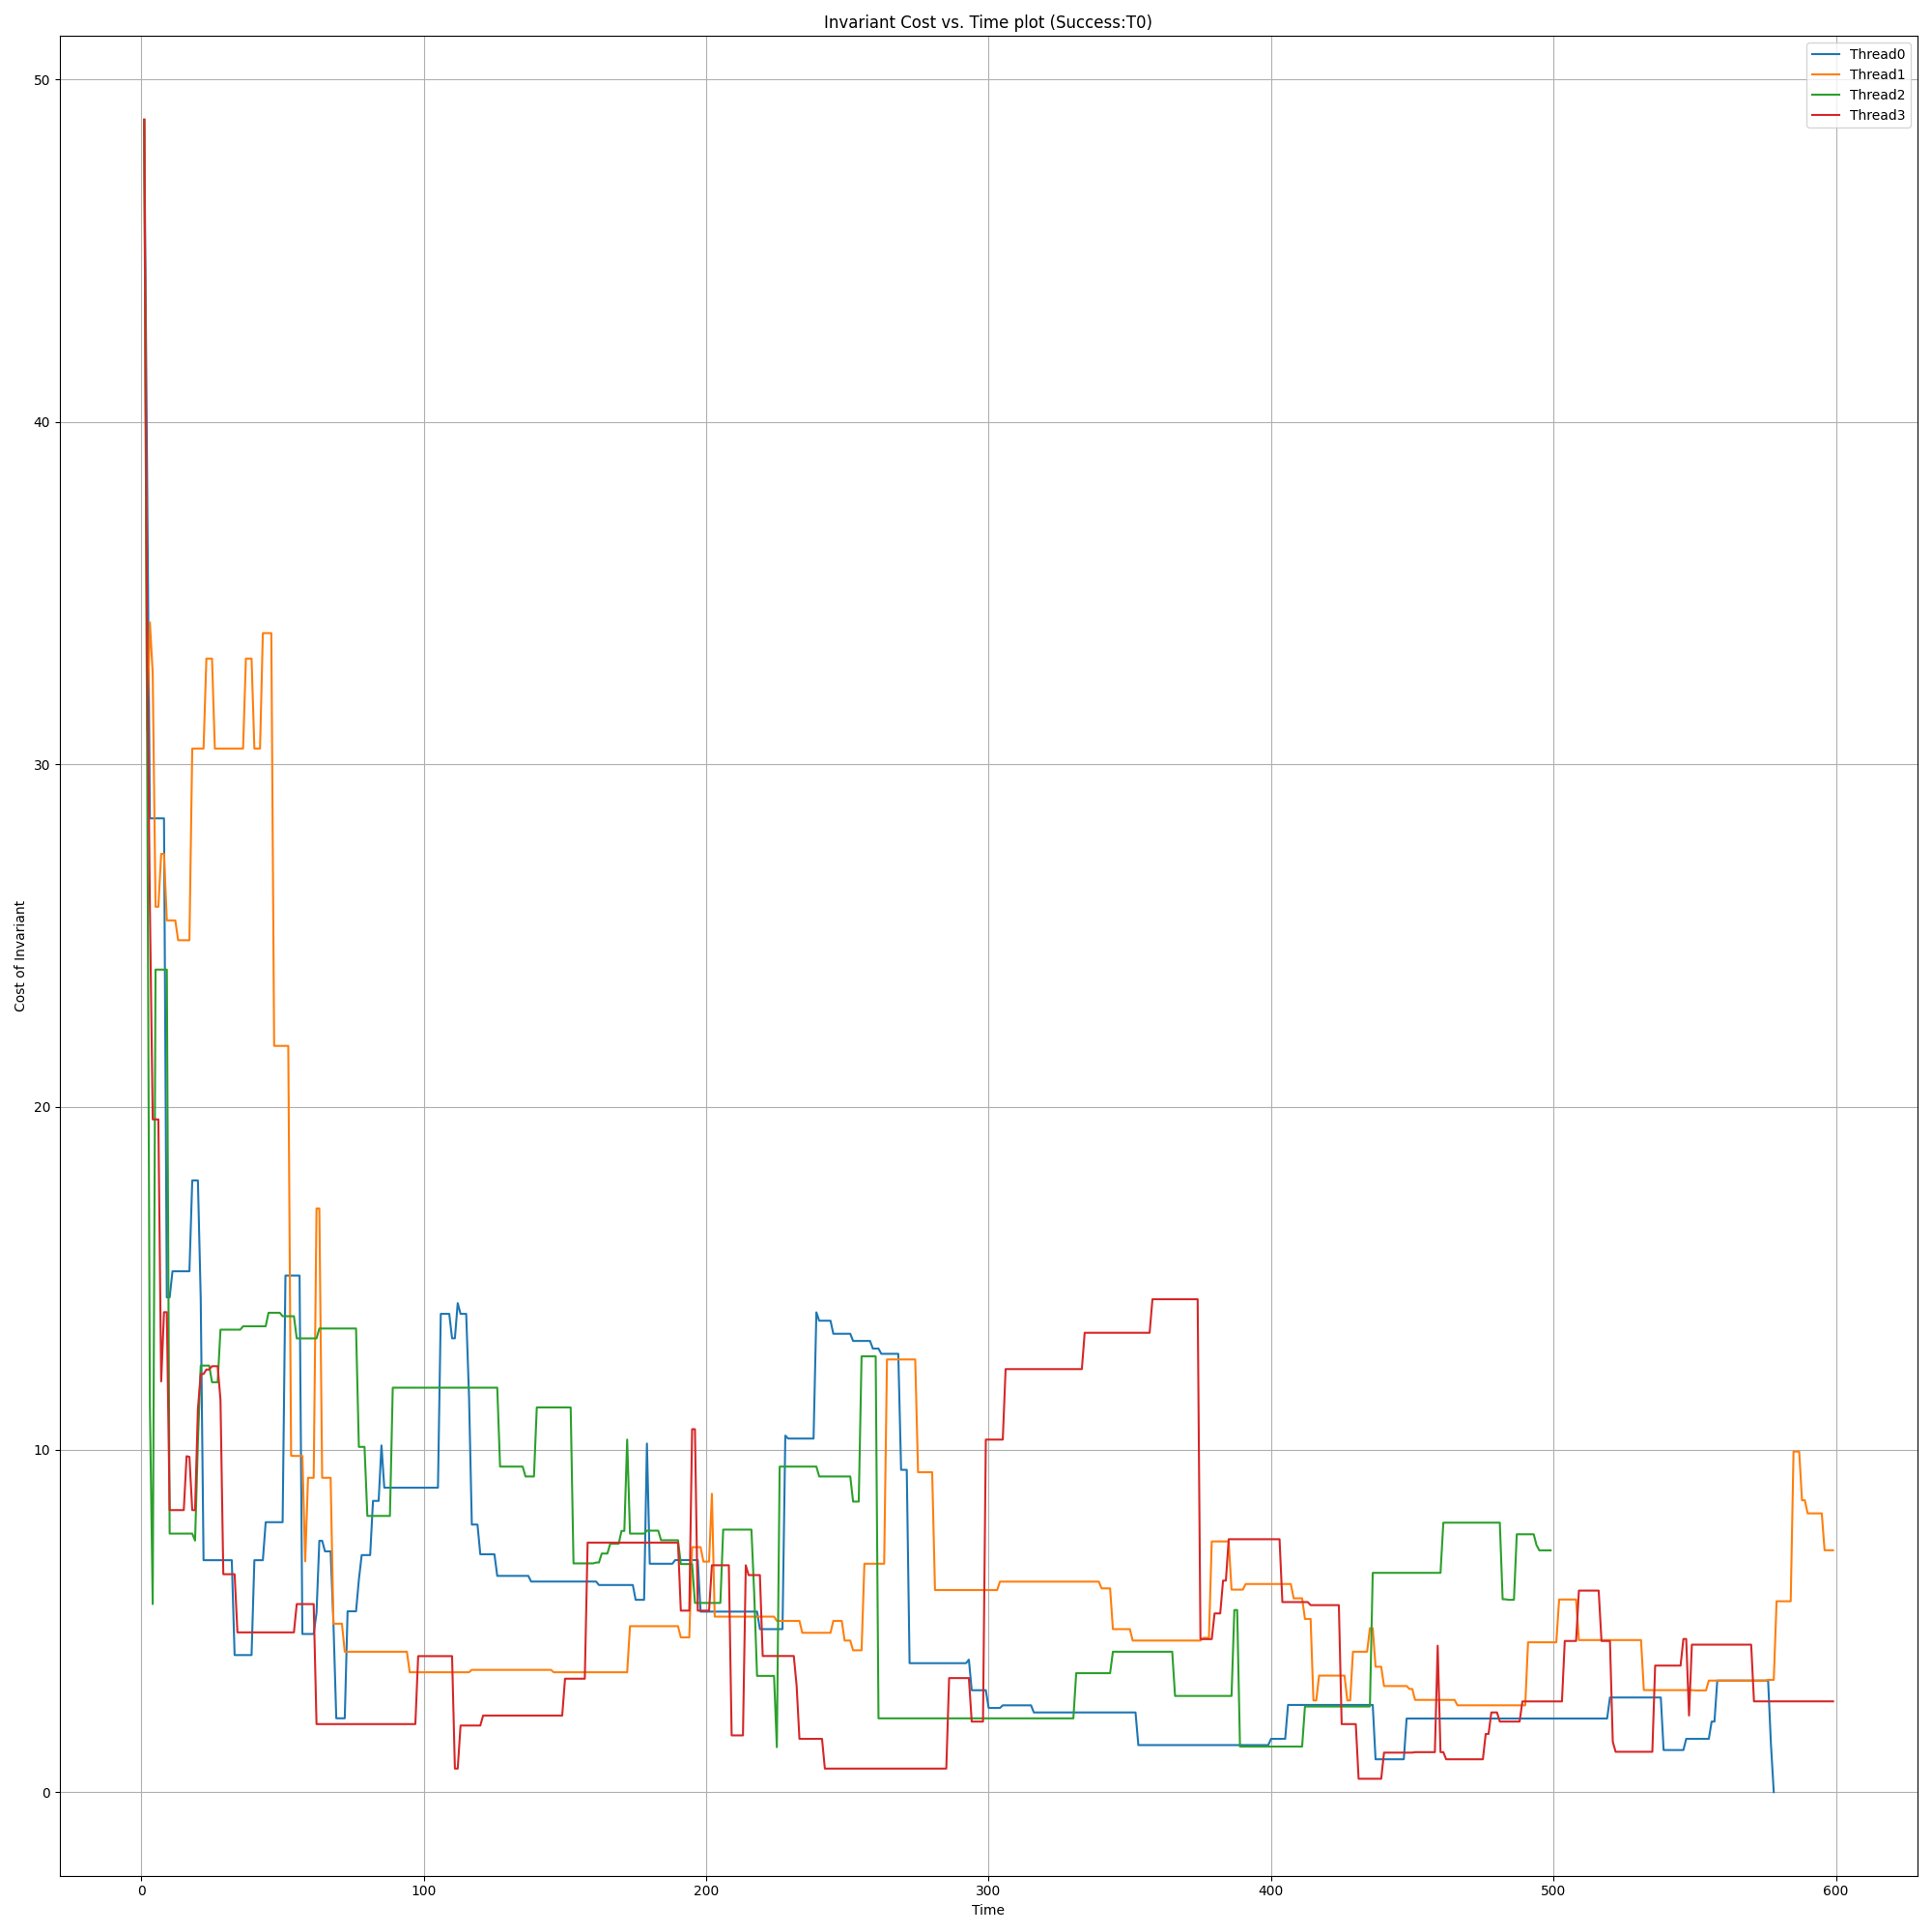 Invariant Cost vs. Time plot (Success:T0)
Thread0
Thread1
Thread2
Thread3
50
40
30
20
10
0
Cost of Invariant
0 100 200 300 400 500 600
Time